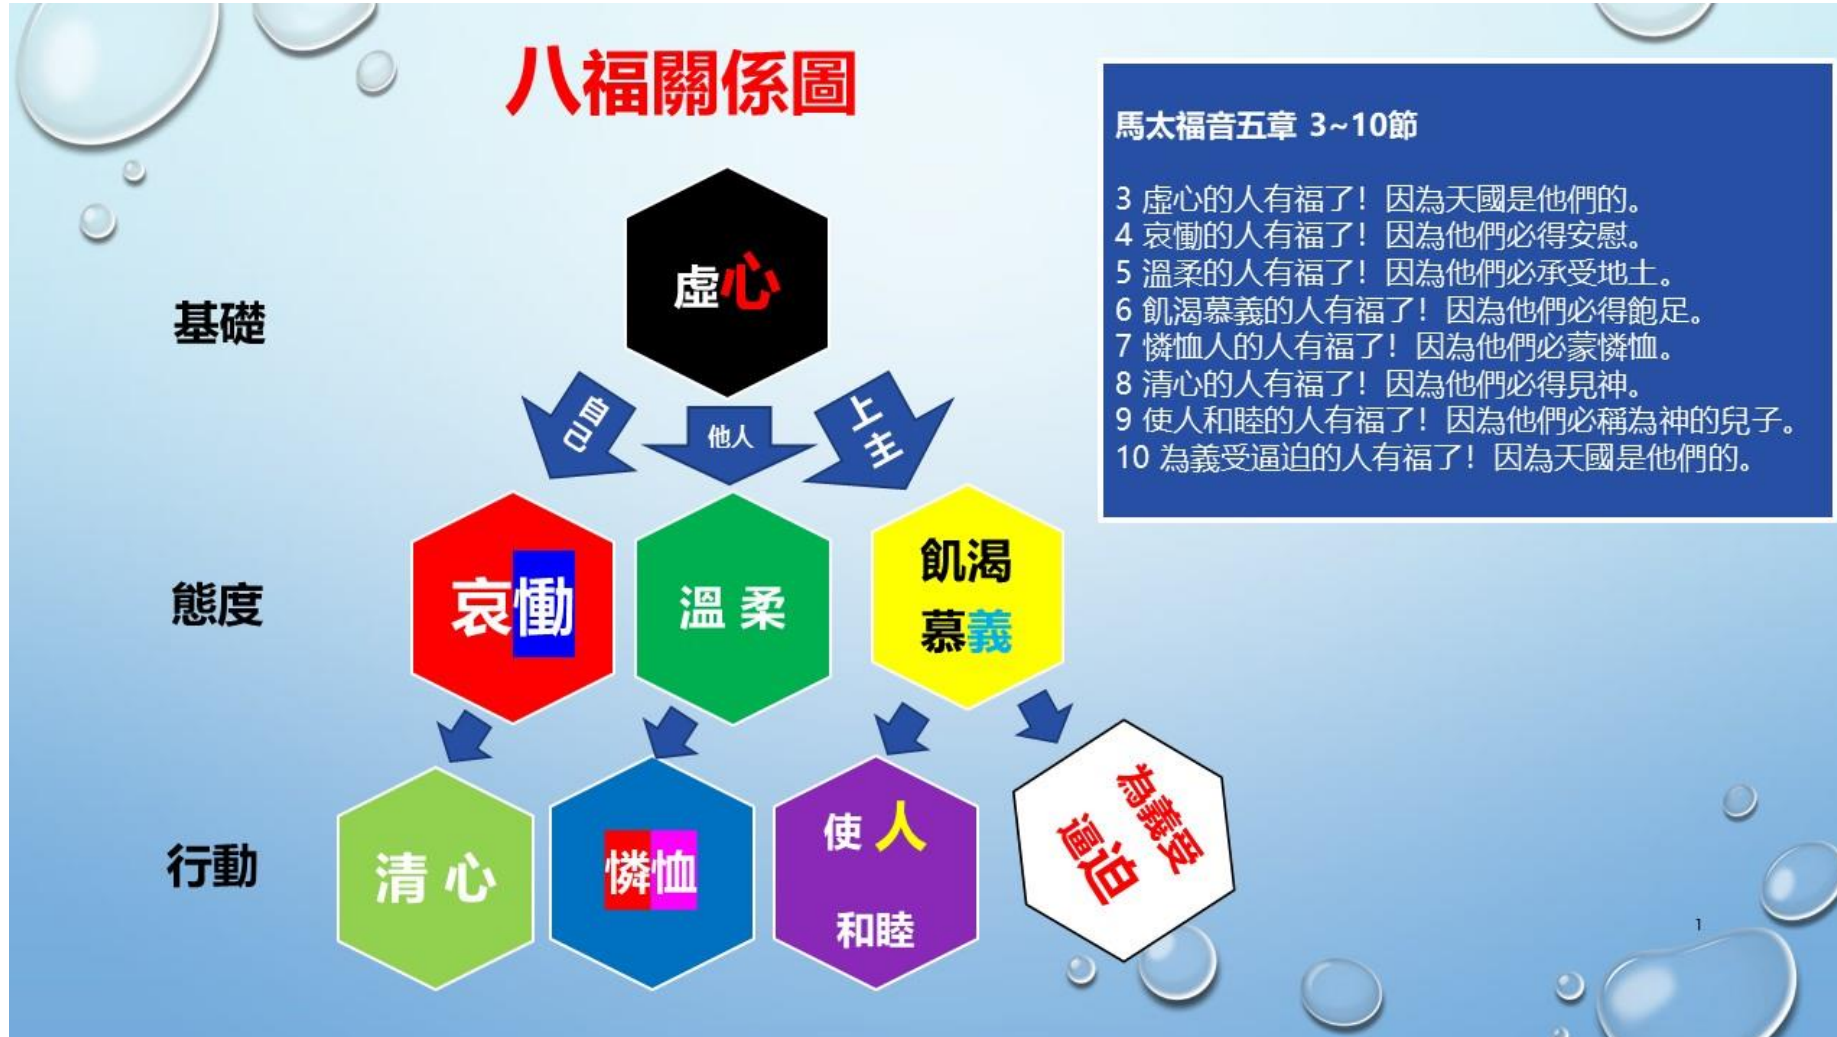 八福關係圖
馬太福音五章 3~10節
3 虛心的人有福了！因為天國是他們的。
4 哀慟的人有福了！因為他們必得安慰。
5 溫柔的人有福了！因為他們必承受地土。
6 飢渴慕義的人有福了！因為他們必得飽足。
7 憐恤人的人有福了！因為他們必蒙憐恤。
8 清心的人有福了！因為他們必得見神。
9 使人和睦的人有福了！因為他們必稱為神的兒子。
10 為義受逼迫的人有福了！因為天國是他們的。
基礎
虛心
自己
他人
上主
態度
哀慟
溫 柔
飢渴
慕義
行動
清 心
憐恤
使 人
和睦
為義受
逼迫
1